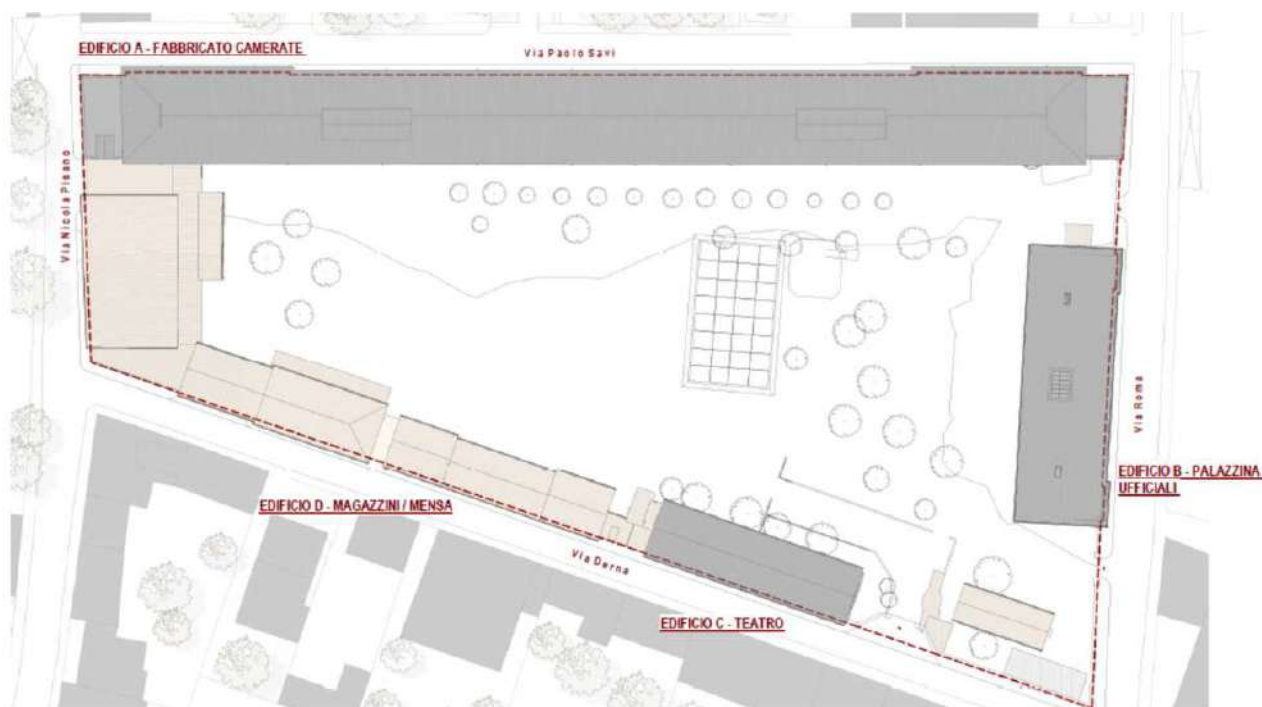 EDIFICIO A - FABBRICATO CAMERATE
Via Paolo Savi
Via Nicola Pisano
Via Roma
EDIFICIO B - PALAZZINA
UFFICIALI
EDIFICIO D - MAGAZZINI / MENSA
Via Derna
EDIFICIO C - TEATRO